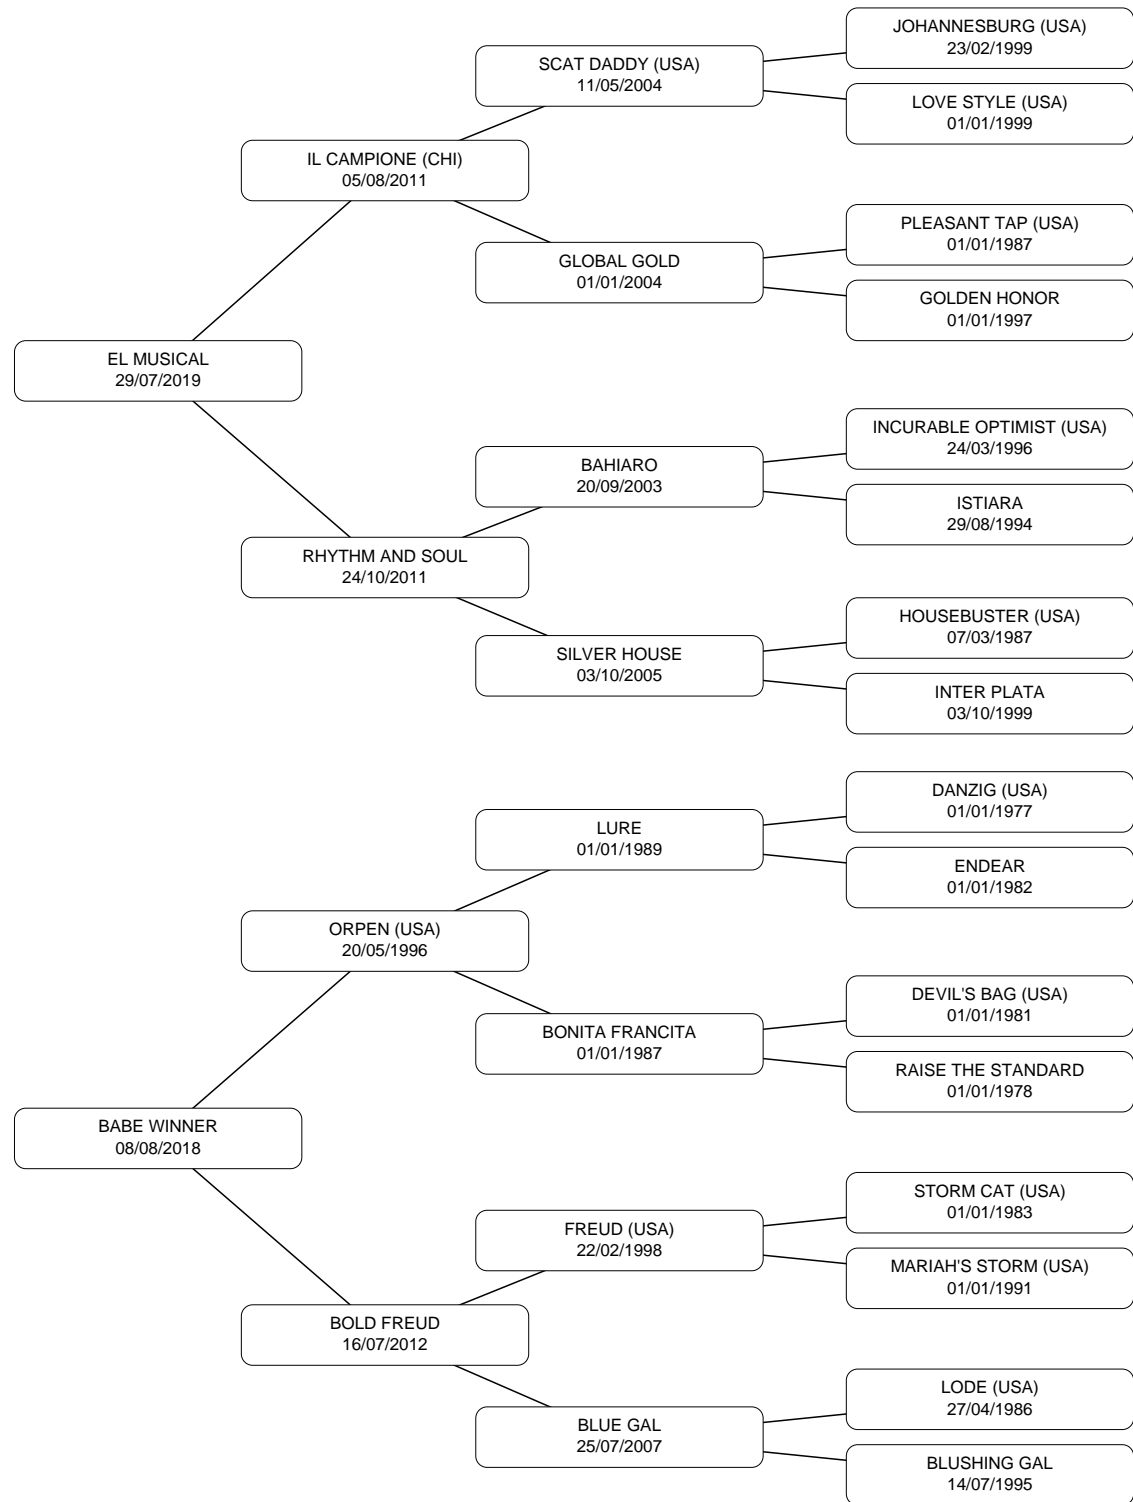 JOHANNESBURG (USA)
23/02/1999
SCAT DADDY (USA)
11/05/2004
LOVE STYLE (USA)
01/01/1999
IL CAMPIONE (CHI)
05/08/2011
PLEASANT TAP (USA)
01/01/1987
GLOBAL GOLD
01/01/2004
GOLDEN HONOR
01/01/1997
EL MUSICAL
29/07/2019
INCURABLE OPTIMIST (USA)
24/03/1996
BAHIARO
20/09/2003
ISTIARA
29/08/1994
RHYTHM AND SOUL
24/10/2011
HOUSEBUSTER (USA)
07/03/1987
SILVER HOUSE
03/10/2005
INTER PLATA
03/10/1999
DANZIG (USA)
01/01/1977
LURE
01/01/1989
ENDEAR
01/01/1982
ORPEN (USA)
20/05/1996
DEVIL'S BAG (USA)
01/01/1981
BONITA FRANCITA
01/01/1987
RAISE THE STANDARD
01/01/1978
BABE WINNER
08/08/2018
STORM CAT (USA)
01/01/1983
FREUD (USA)
22/02/1998
MARIAH'S STORM (USA)
01/01/1991
BOLD FREUD
16/07/2012
LODE (USA)
27/04/1986
BLUE GAL
25/07/2007
BLUSHING GAL
14/07/1995